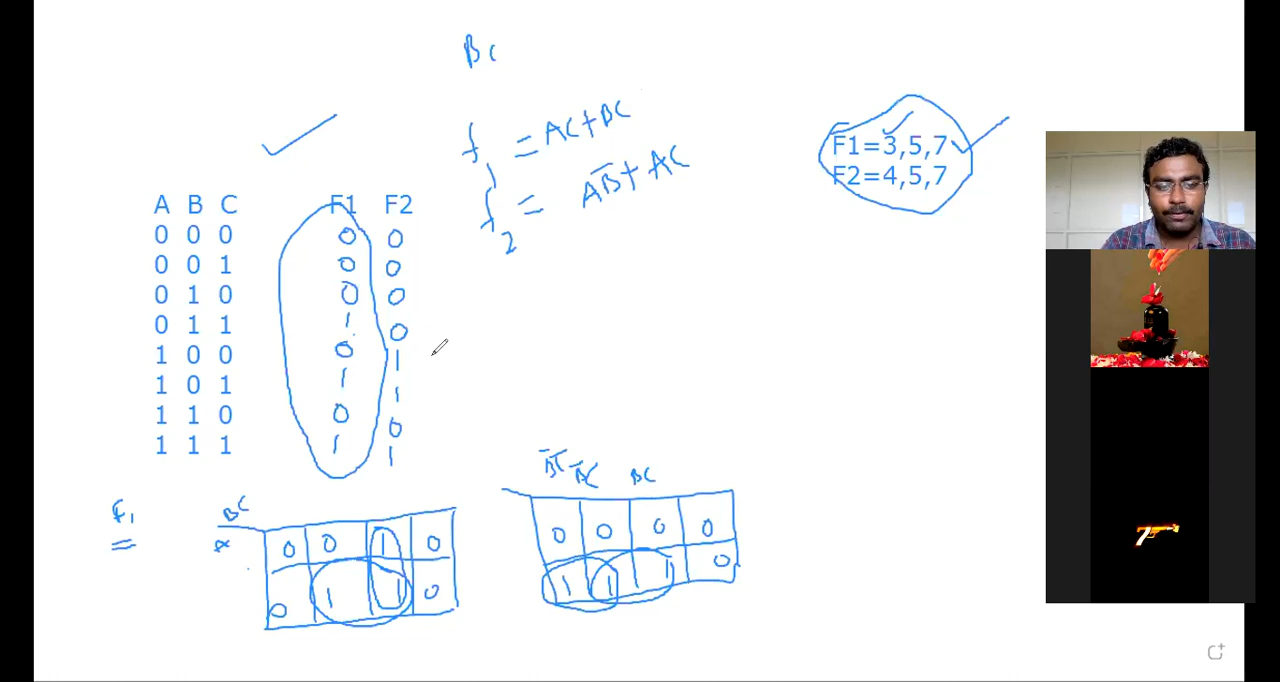 BC
f1 = AC+BC
f2 = AB̅ + AC
F1=3,5,7
F2=4,5,7
A B C F1 F2
0 0 0 0 0
0 0 1 0 0
0 1 0 0 0
0 1 1 1 0
1 0 0 0 1
1 0 1 1 1
1 1 0 0 0
1 1 1 1 1
F1 =
BC
A
0 0 1 0
0 1 1 0
B̅C̅ B̅C BC
0 0 0 0
1 1 1 0
7